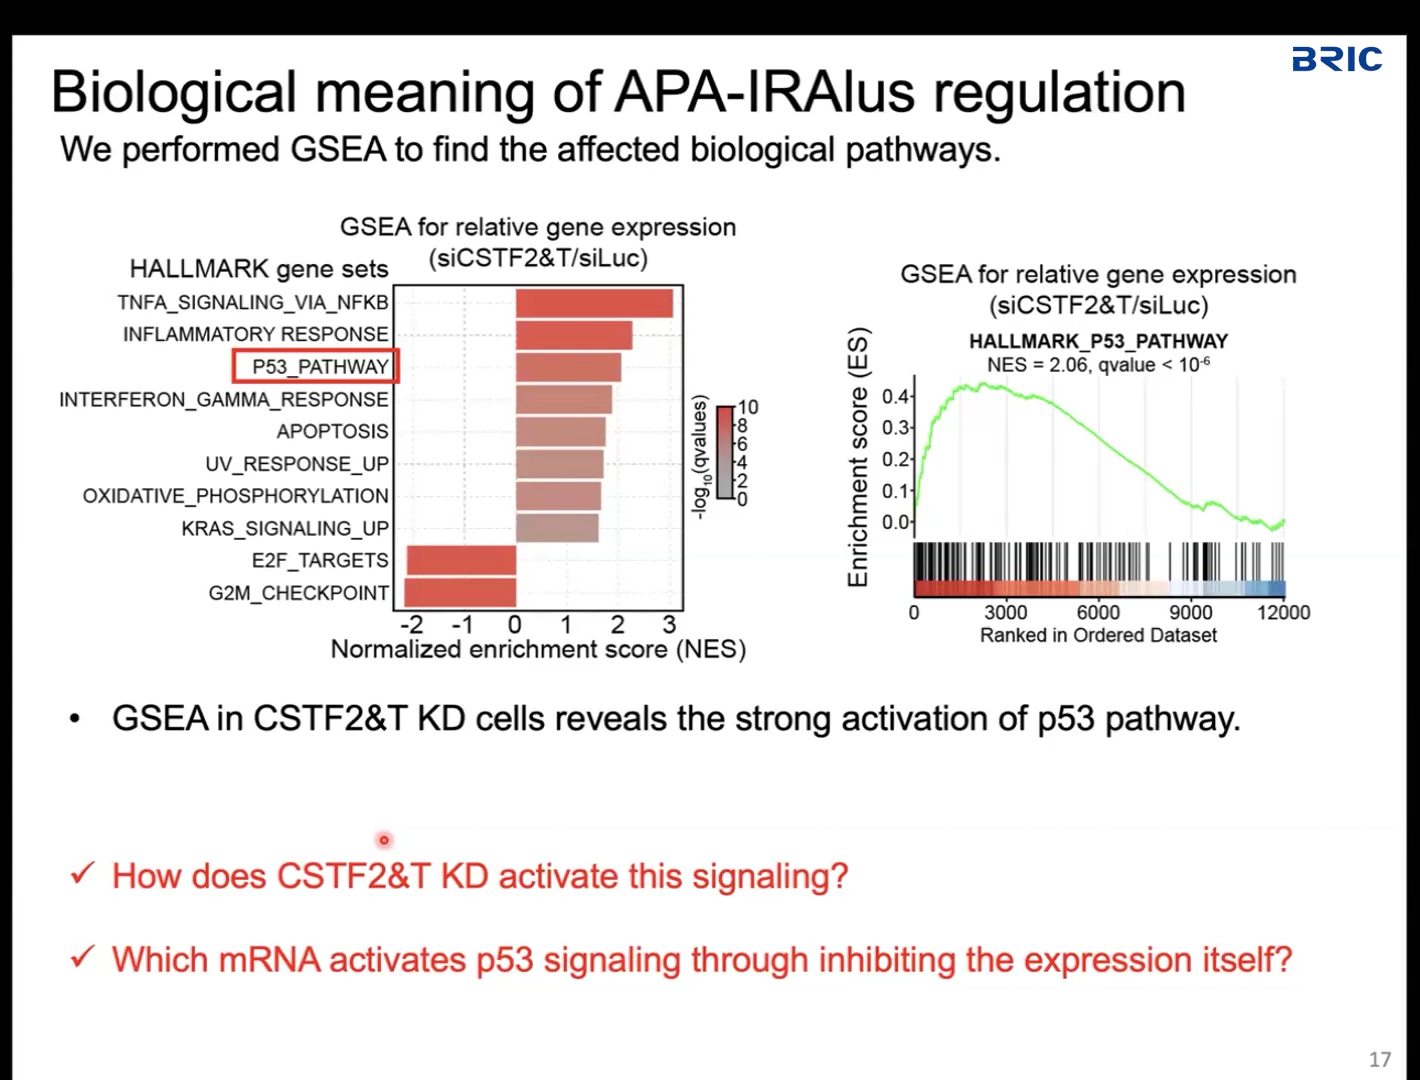 BRIC
Biological meaning of APA-IRAlus regulation
We performed GSEA to find the affected biological pathways.
GSEA for relative gene expression
(siCSTF2&T/siLuc)
HALLMARK gene sets
TNFA_SIGNALING_VIA_NFKB
INFLAMMATORY RESPONSE
P53_PATHWAY
INTERFERON_GAMMA_RESPONSE
APOPTOSIS
UV_RESPONSE_UP
OXIDATIVE_PHOSPHORYLATION
KRAS_SIGNALING_UP
E2F_TARGETS
G2M_CHECKPOINT
-2 -1 0 1 2 3
Normalized enrichment score (NES)
-log10(qvalues)
10
8
6
4
2
0
GSEA for relative gene expression
(siCSTF2&T/siLuc)
HALLMARK_P53_PATHWAY
NES = 2.06, qvalue < 10-6
Enrichment score (ES)
0.4
0.3
0.2
0.1
0.0
0 3000 6000 9000 12000
Ranked in Ordered Dataset
• GSEA in CSTF2&T KD cells reveals the strong activation of p53 pathway.
✓ How does CSTF2&T KD activate this signaling?
✓ Which mRNA activates p53 signaling through inhibiting the expression itself?
17